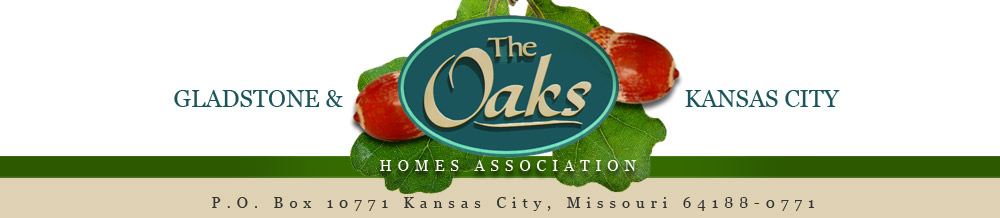 The
Oaks
GLADSTONE &
KANSAS CITY
HOMES ASSOCIATION
P.O. Box 10771 Kansas City, Missouri 64188-0771